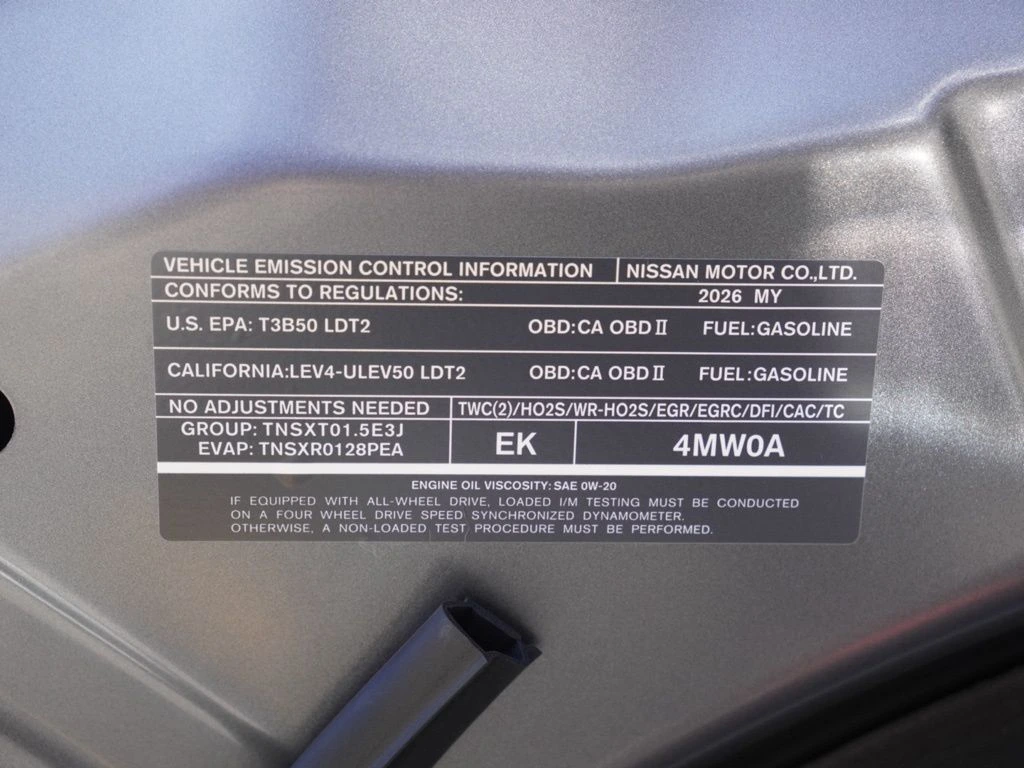 VEHICLE EMISSION CONTROL INFORMATION NISSAN MOTOR CO.,LTD.
CONFORMS TO REGULATIONS: 2026 MY
U.S. EPA: T3B50 LDT2 OBD:CA OBD II FUEL:GASOLINE
CALIFORNIA:LEV4-ULEV50 LDT2 OBD:CA OBD II FUEL:GASOLINE
NO ADJUSTMENTS NEEDED TWC(2)/HO2S/WR-HO2S/EGR/EGRC/DFI/CAC/TC
GROUP: TNSXT01.5E3J
EVAP: TNSXR0128PEA
EK 4MW0A
ENGINE OIL VISCOSITY: SAE 0W-20
IF EQUIPPED WITH ALL-WHEEL DRIVE, LOADED I/M TESTING MUST BE CONDUCTED
ON A FOUR WHEEL DRIVE SPEED SYNCHRONIZED DYNAMOMETER.
OTHERWISE, A NON-LOADED TEST PROCEDURE MUST BE PERFORMED.